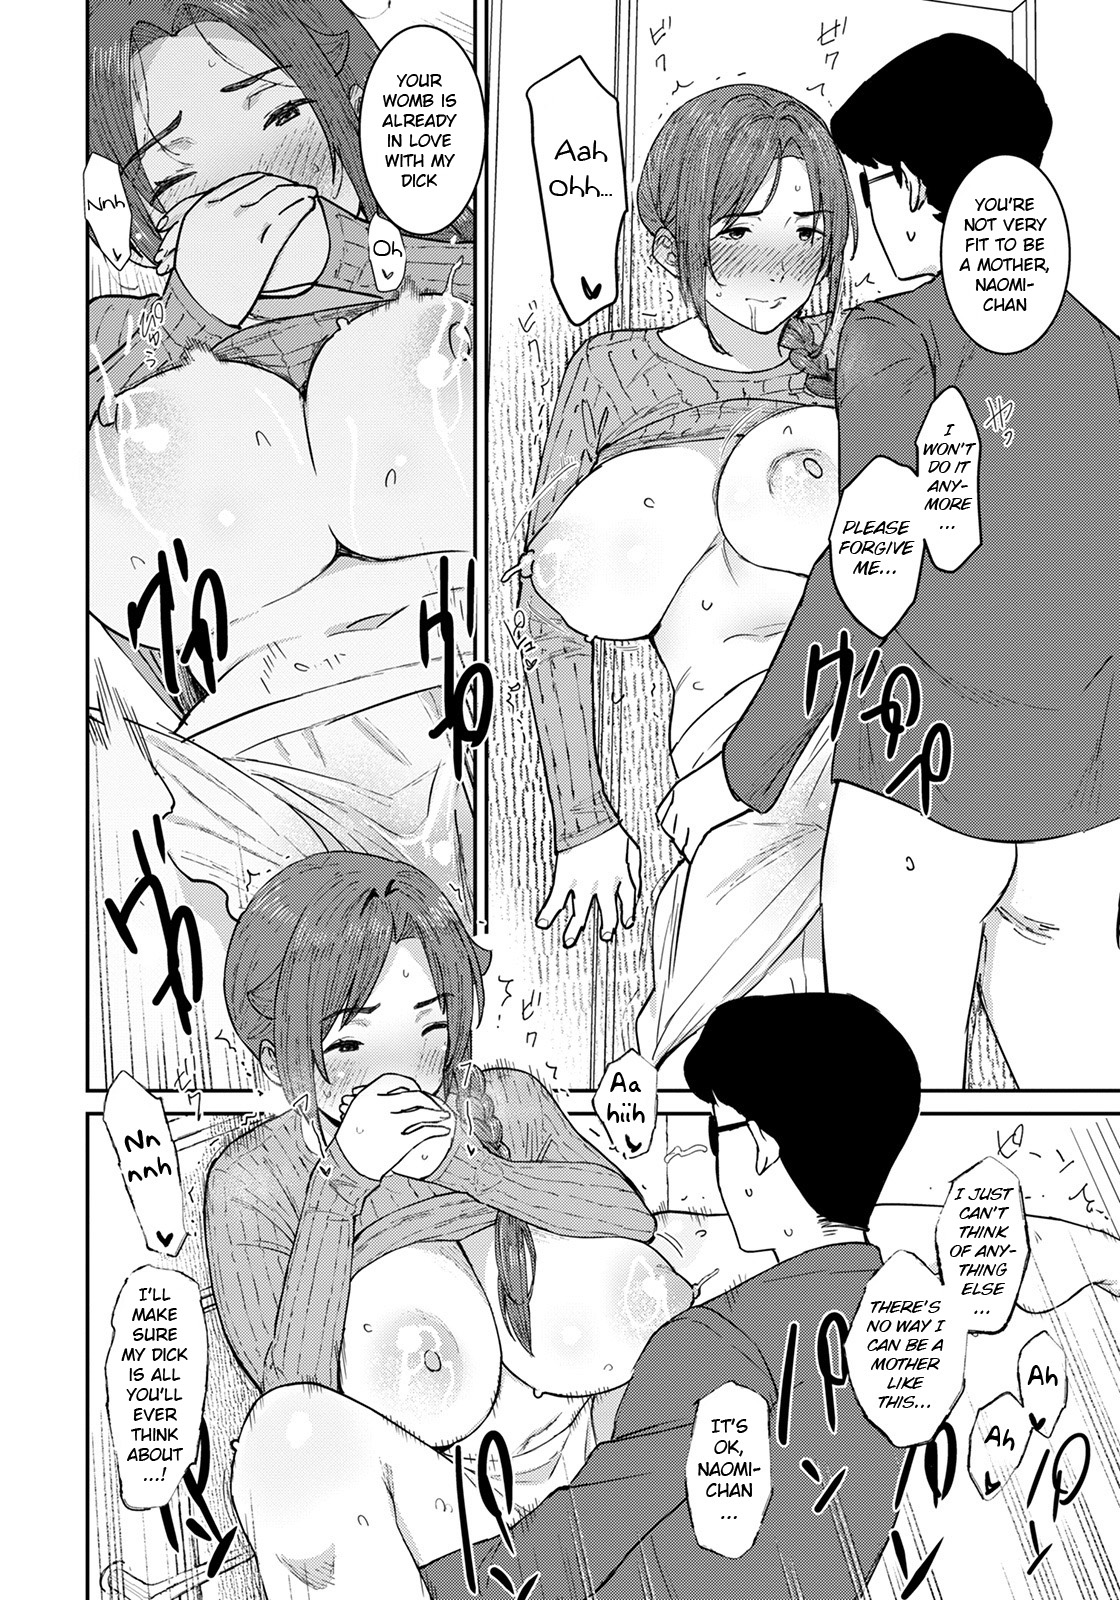 YOU'RE
NOT VERY
FIT TO BE
A MOTHER,
NAOMI-
CHAN
Aah
Ohh...
I
WON'T
DO IT
ANY-
MORE
...
PLEASE
FORGIVE
ME...
YOUR
WOMB IS
ALREADY
IN LOVE
WITH MY
DICK
Nnh
Oh
I JUST
CAN'T
THINK
OF ANY-
THING
ELSE
...
THERE'S
NO WAY I
CAN BE A
MOTHER
LIKE
THIS...
Ah
Ah
Aa
hiih
IT'S
OK,
NAOMI-
CHAN
...
Nn
nnh
I'LL
MAKE
SURE
MY DICK
IS ALL
YOU'LL
EVER
THINK
ABOUT
...!